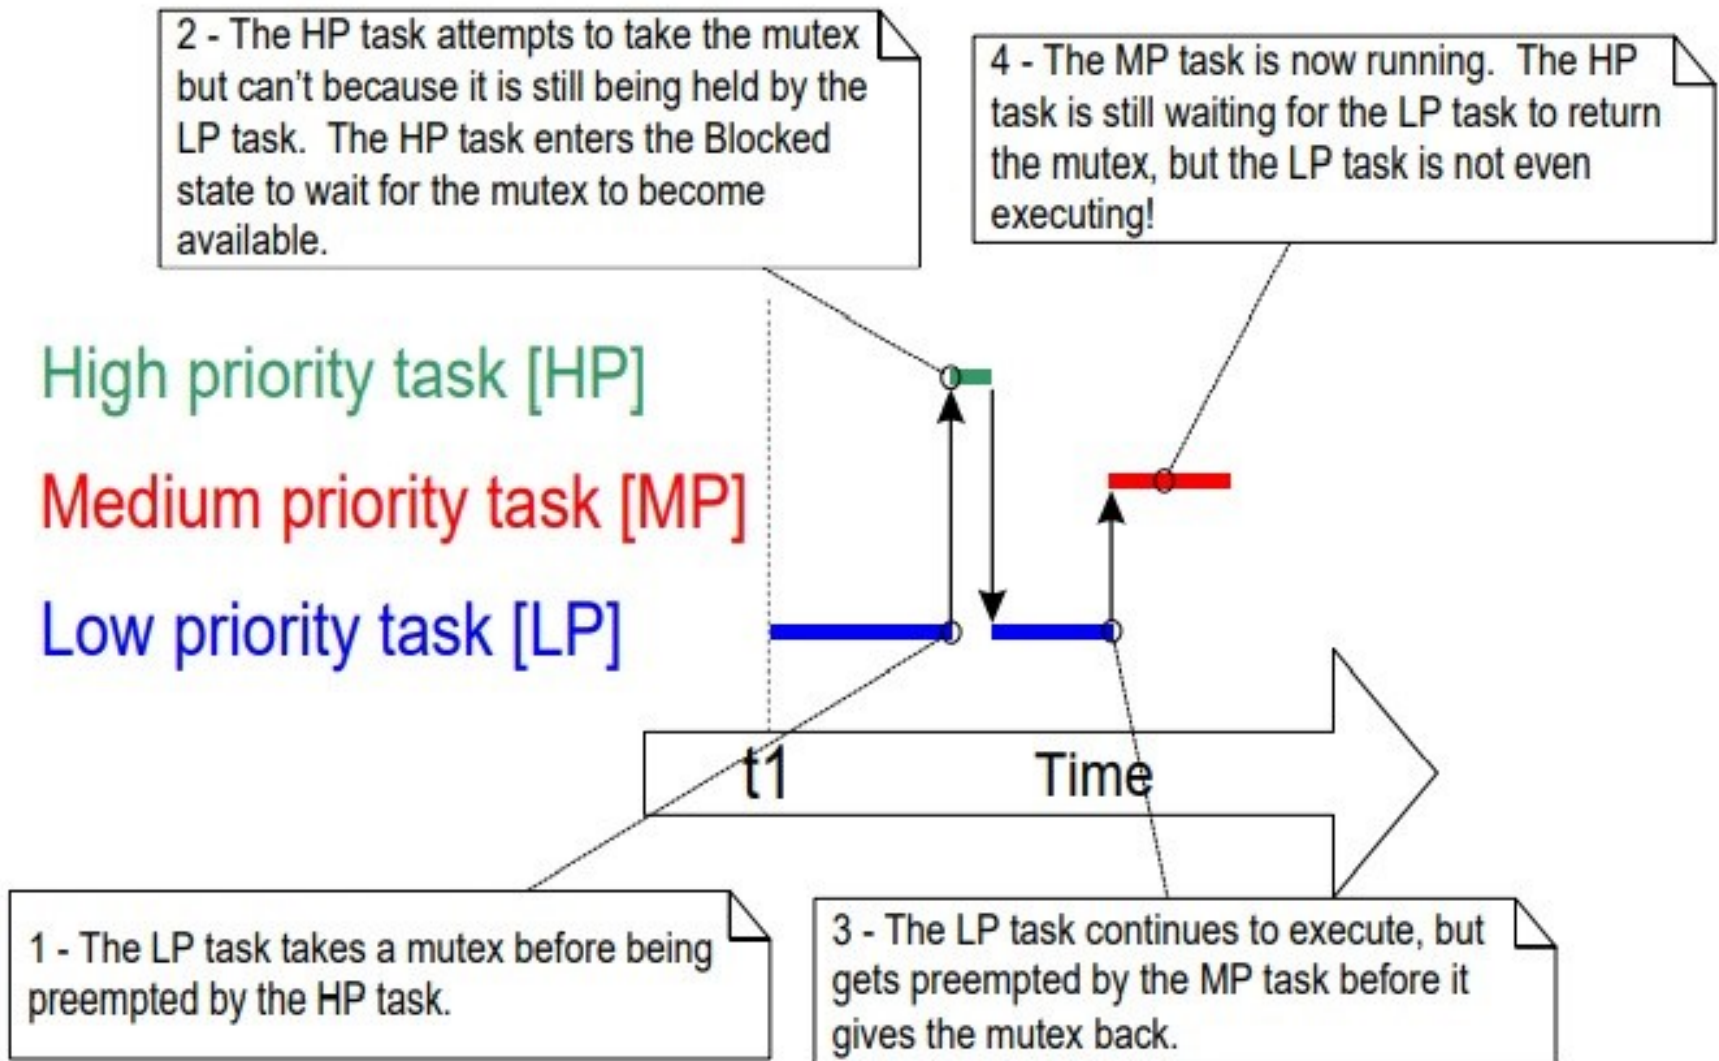 2 - The HP task attempts to take the mutex
but can't because it is still being held by the
LP task.  The HP task enters the Blocked
state to wait for the mutex to become
available.
4 - The MP task is now running.  The HP
task is still waiting for the LP task to return
the mutex, but the LP task is not even
executing!
High priority task [HP]
Medium priority task [MP]
Low priority task [LP]
t1
Time
1 - The LP task takes a mutex before being
preempted by the HP task.
3 - The LP task continues to execute, but
gets preempted by the MP task before it
gives the mutex back.